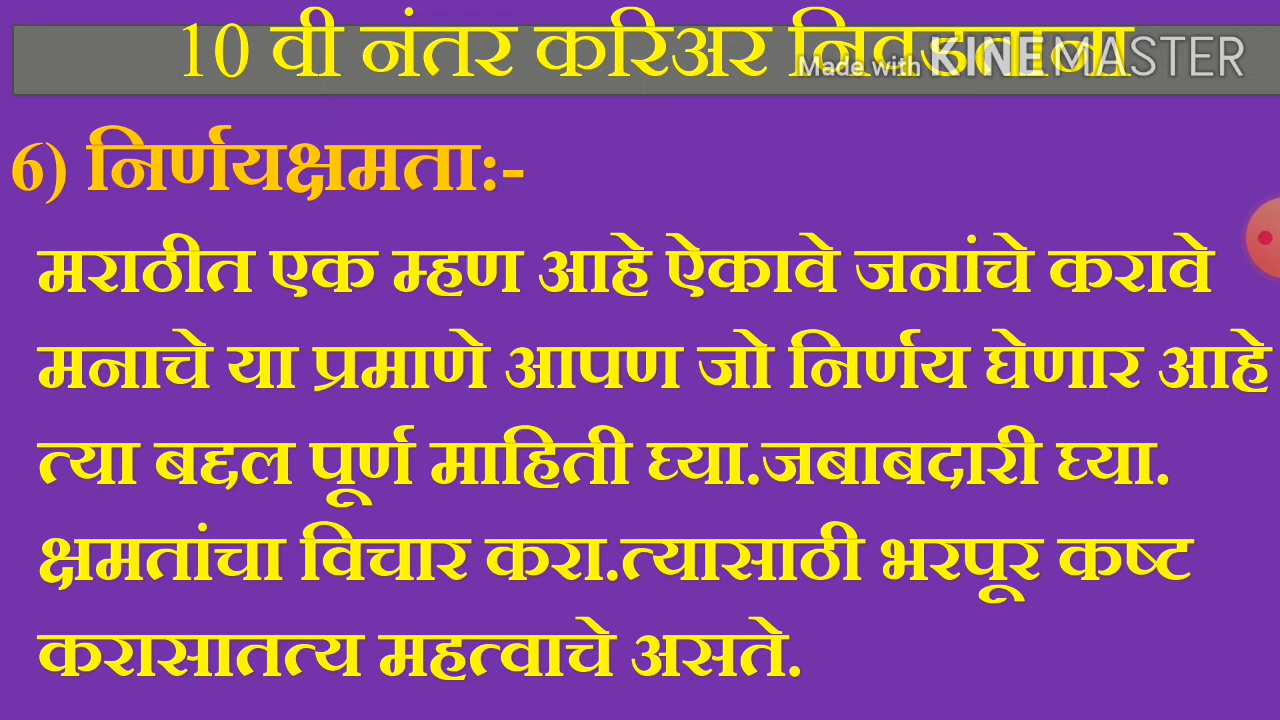 10 वी नंतर करिअर निवडताना
Made with KINEMASTER
6) निर्णयक्षमता:-
मराठीत एक म्हण आहे ऐकावे जनांचे करावे
मनाचे या प्रमाणे आपण जो निर्णय घेणार आहे
त्या बद्दल पूर्ण माहिती घ्या.जबाबदारी घ्या.
क्षमतांचा विचार करा.त्यासाठी भरपूर कष्ट
करासातत्य महत्वाचे असते.